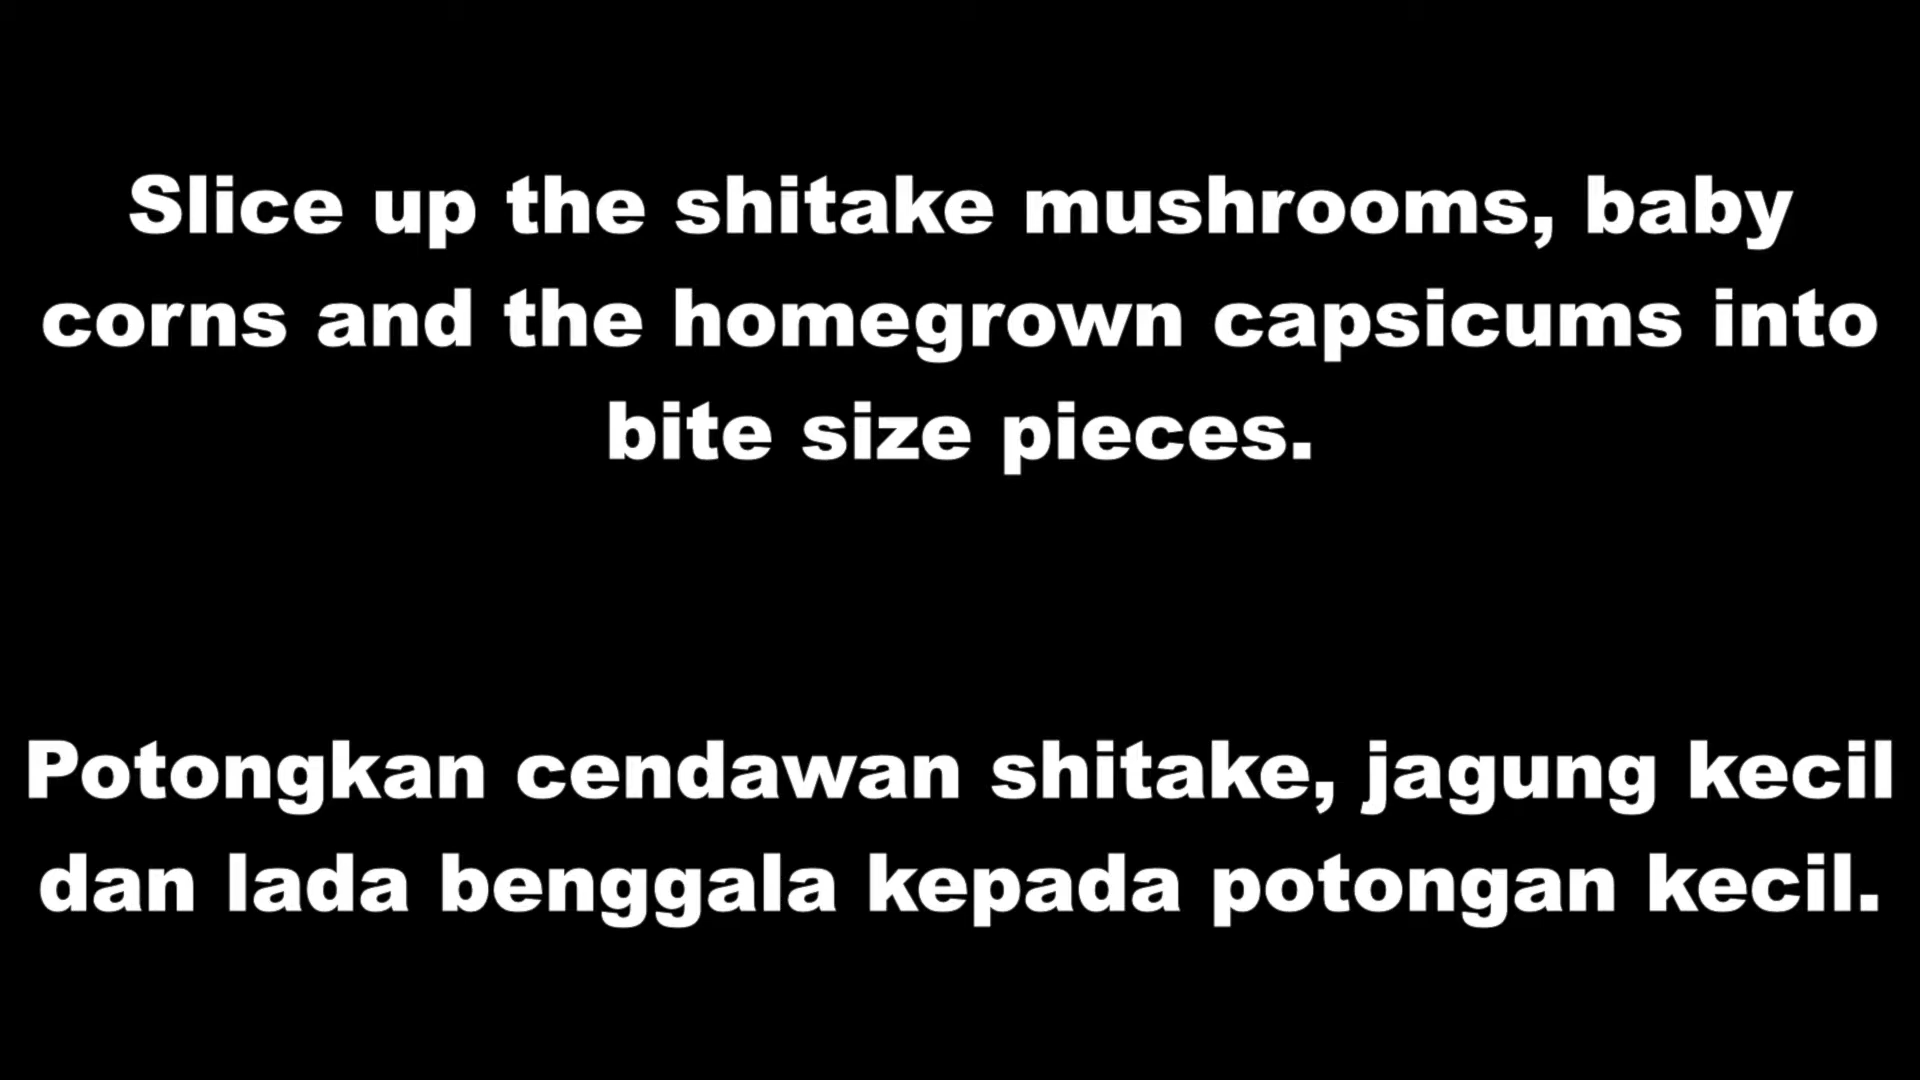 Slice up the shitake mushrooms, baby
corns and the homegrown capsicums into
bite size pieces.
Potongkan cendawan shitake, jagung kecil
dan lada benggala kepada potongan kecil.